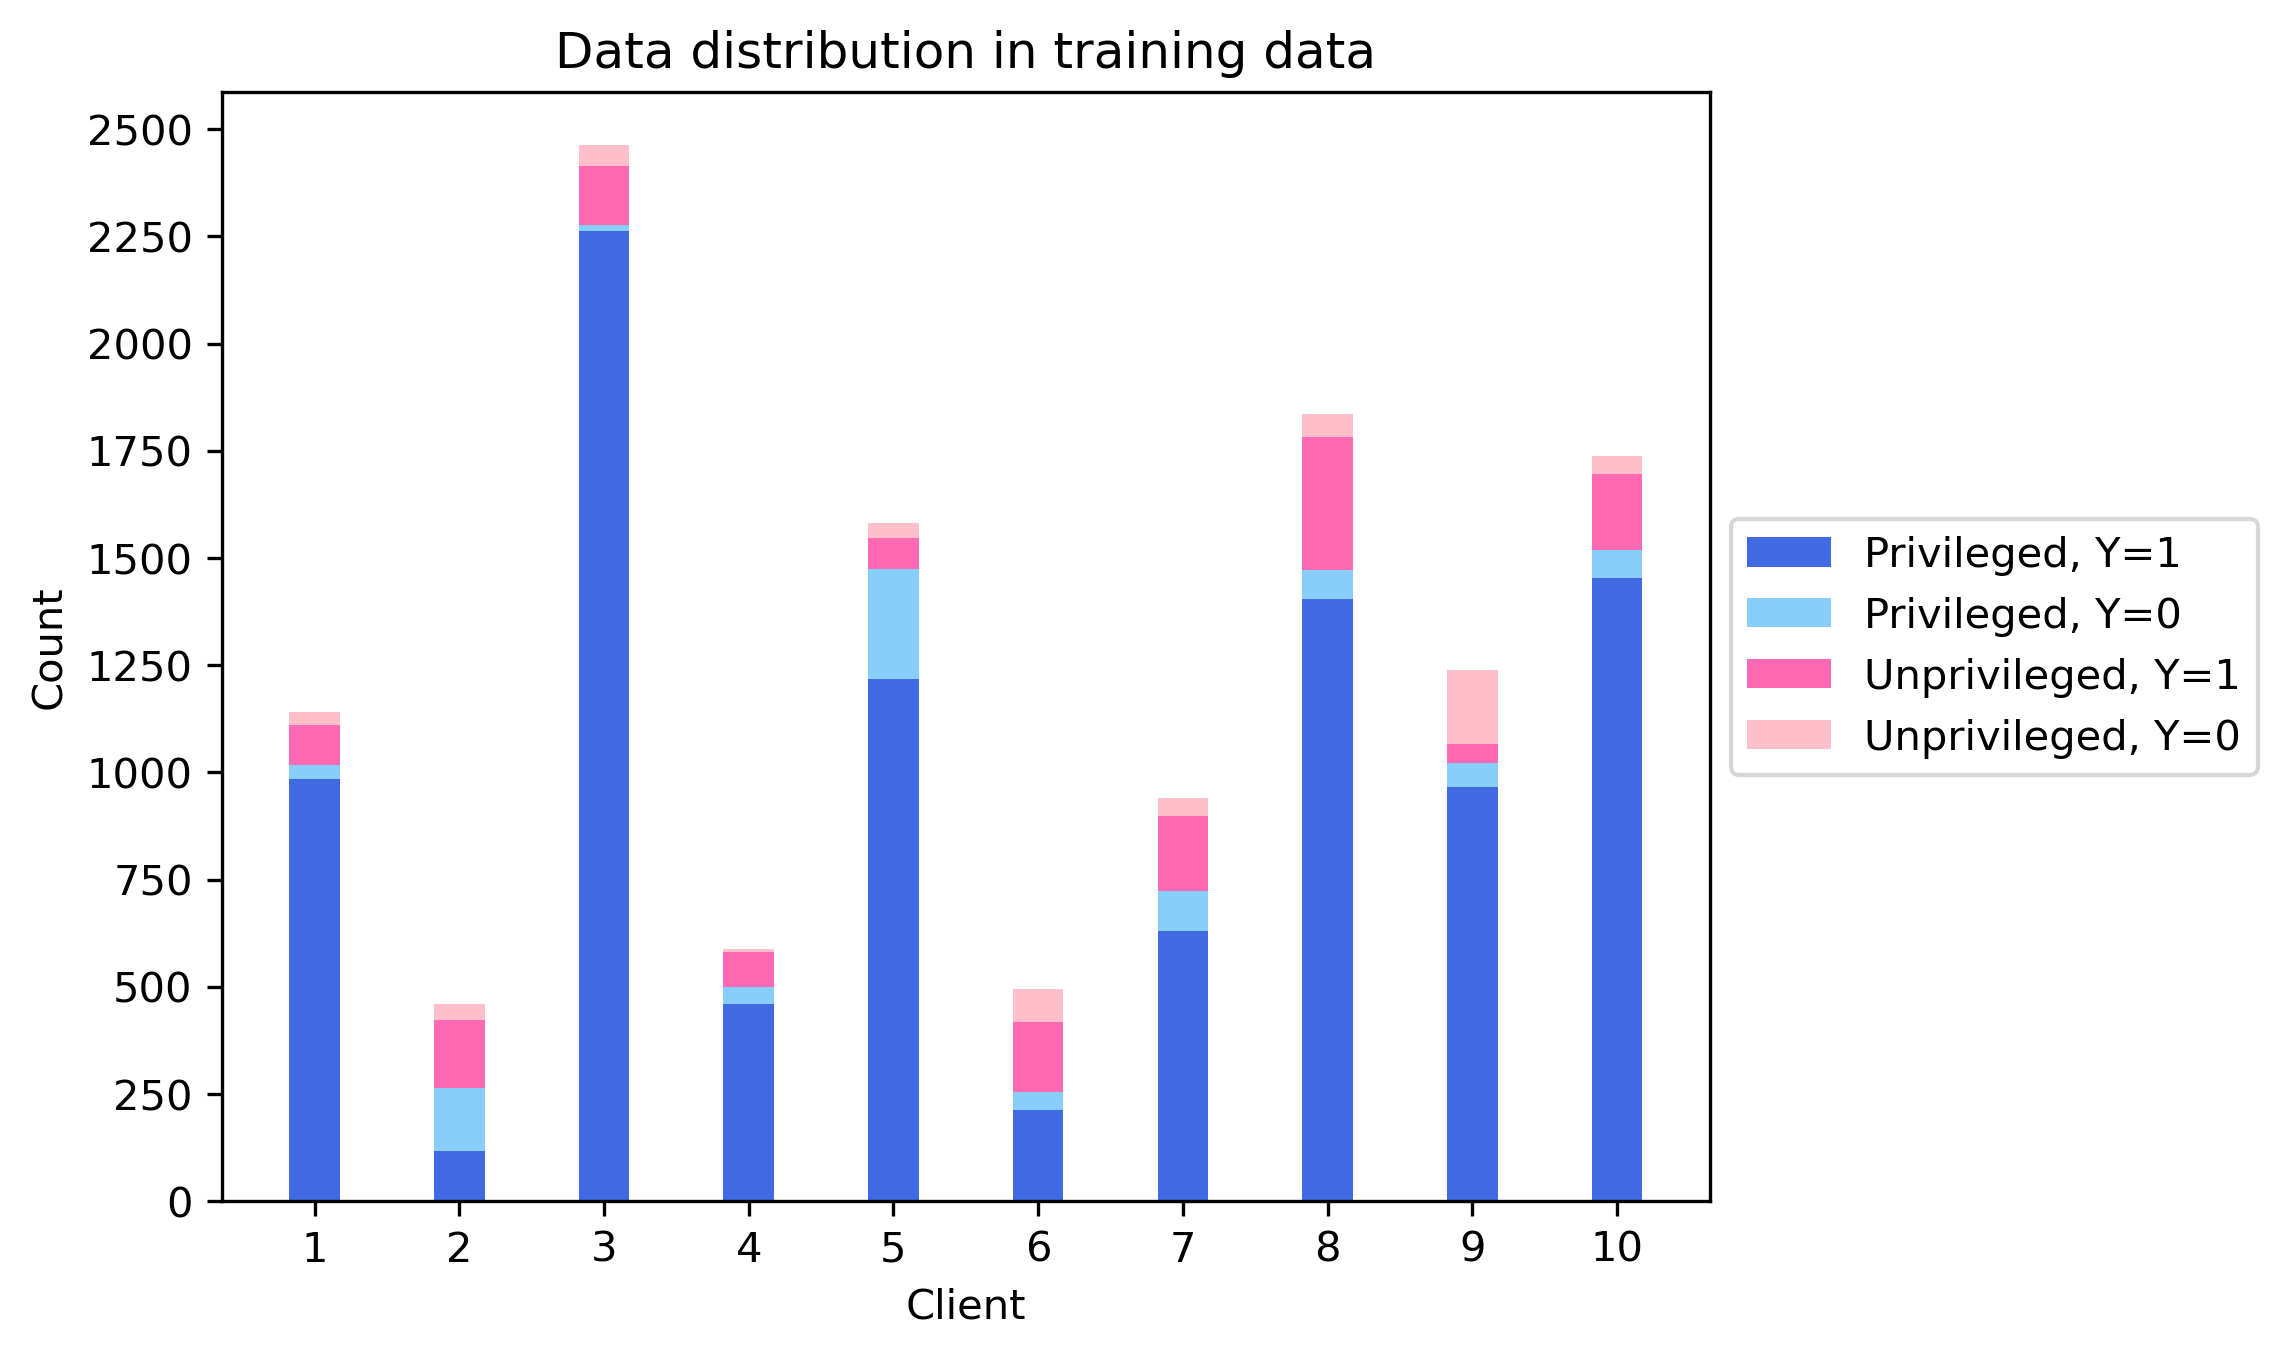 Data distribution in training data
2500
2250
2000
1750
1500
1250
1000
750
500
250
0
Count
1 2 3 4 5 6 7 8 9 10
Client
Privileged, Y=1
Privileged, Y=0
Unprivileged, Y=1
Unprivileged, Y=0